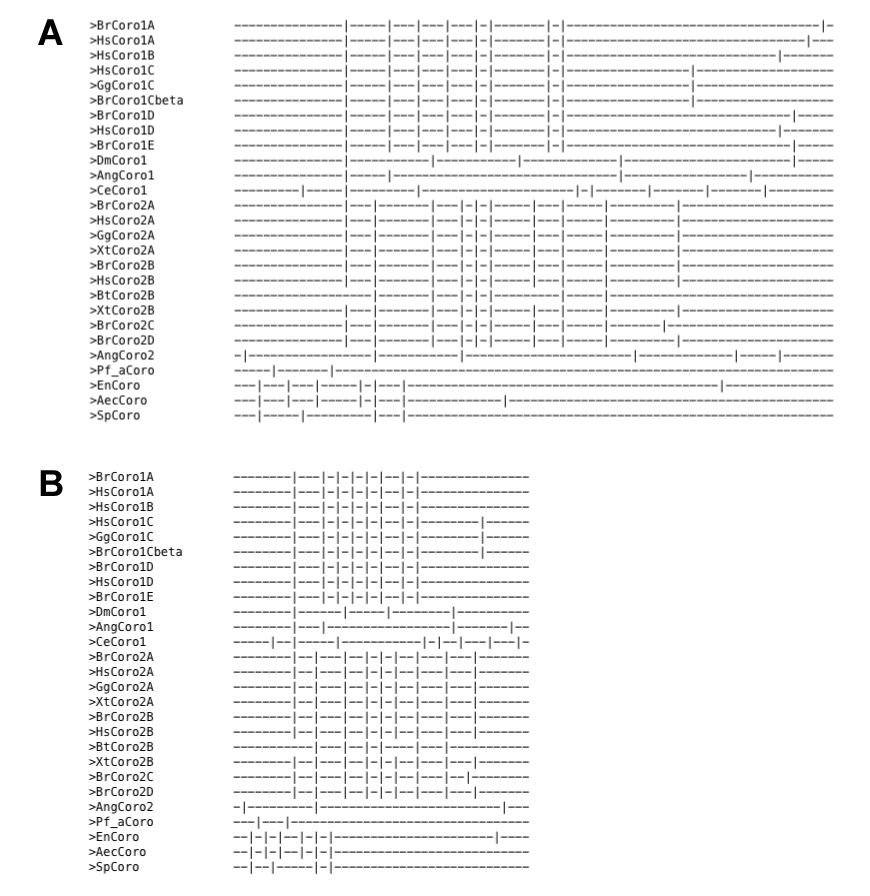 A
>BrCoro1A
>HsCoro1A
>HsCoro1B
>HsCoro1C
>GgCoro1C
>BrCoro1Cbeta
>BrCoro1D
>HsCoro1D
>BrCoro1E
>DmCoro1
>AngCoro1
>CeCoro1
>BrCoro2A
>HsCoro2A
>GgCoro2A
>XtCoro2A
>BrCoro2B
>HsCoro2B
>BtCoro2B
>XtCoro2B
>BrCoro2C
>BrCoro2D
>AngCoro2
>Pf_aCoro
>EnCoro
>AecCoro
>SpCoro
B
>BrCoro1A
>HsCoro1A
>HsCoro1B
>HsCoro1C
>GgCoro1C
>BrCoro1Cbeta
>BrCoro1D
>HsCoro1D
>BrCoro1E
>DmCoro1
>AngCoro1
>CeCoro1
>BrCoro2A
>HsCoro2A
>GgCoro2A
>XtCoro2A
>BrCoro2B
>HsCoro2B
>BtCoro2B
>XtCoro2B
>BrCoro2C
>BrCoro2D
>AngCoro2
>Pf_aCoro
>EnCoro
>AecCoro
>SpCoro